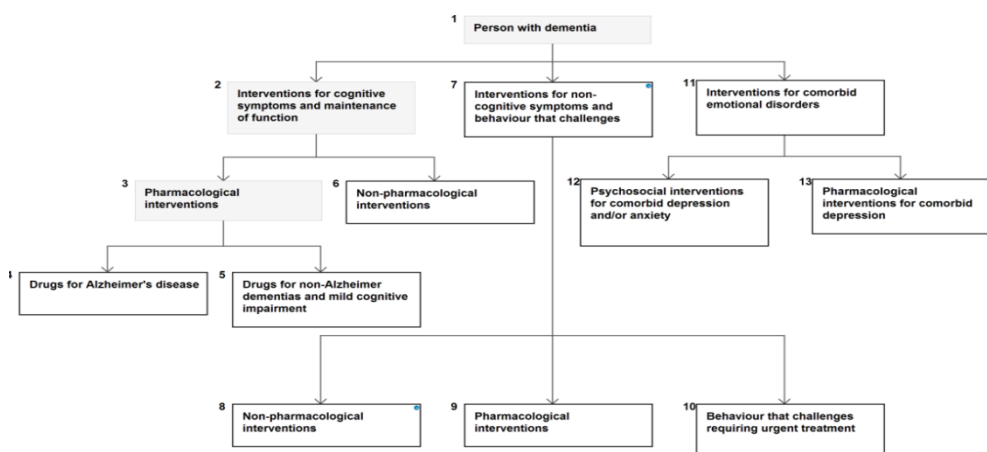 1
Person with dementia
2
Interventions for cognitive
symptoms and maintenance
of function
7
Interventions for non-
cognitive symptoms and
behaviour that challenges
11
Interventions for comorbid
emotional disorders
3
Pharmacological
interventions
6
Non-pharmacological
interventions
12
Psychosocial interventions
for comorbid depression
and/or anxiety
13
Pharmacological
interventions for comorbid
depression
4
Drugs for Alzheimer's disease
5
Drugs for non-Alzheimer
dementias and mild cognitive
impairment
8
Non-pharmacological
interventions
9
Pharmacological
interventions
10
Behaviour that challenges
requiring urgent treatment